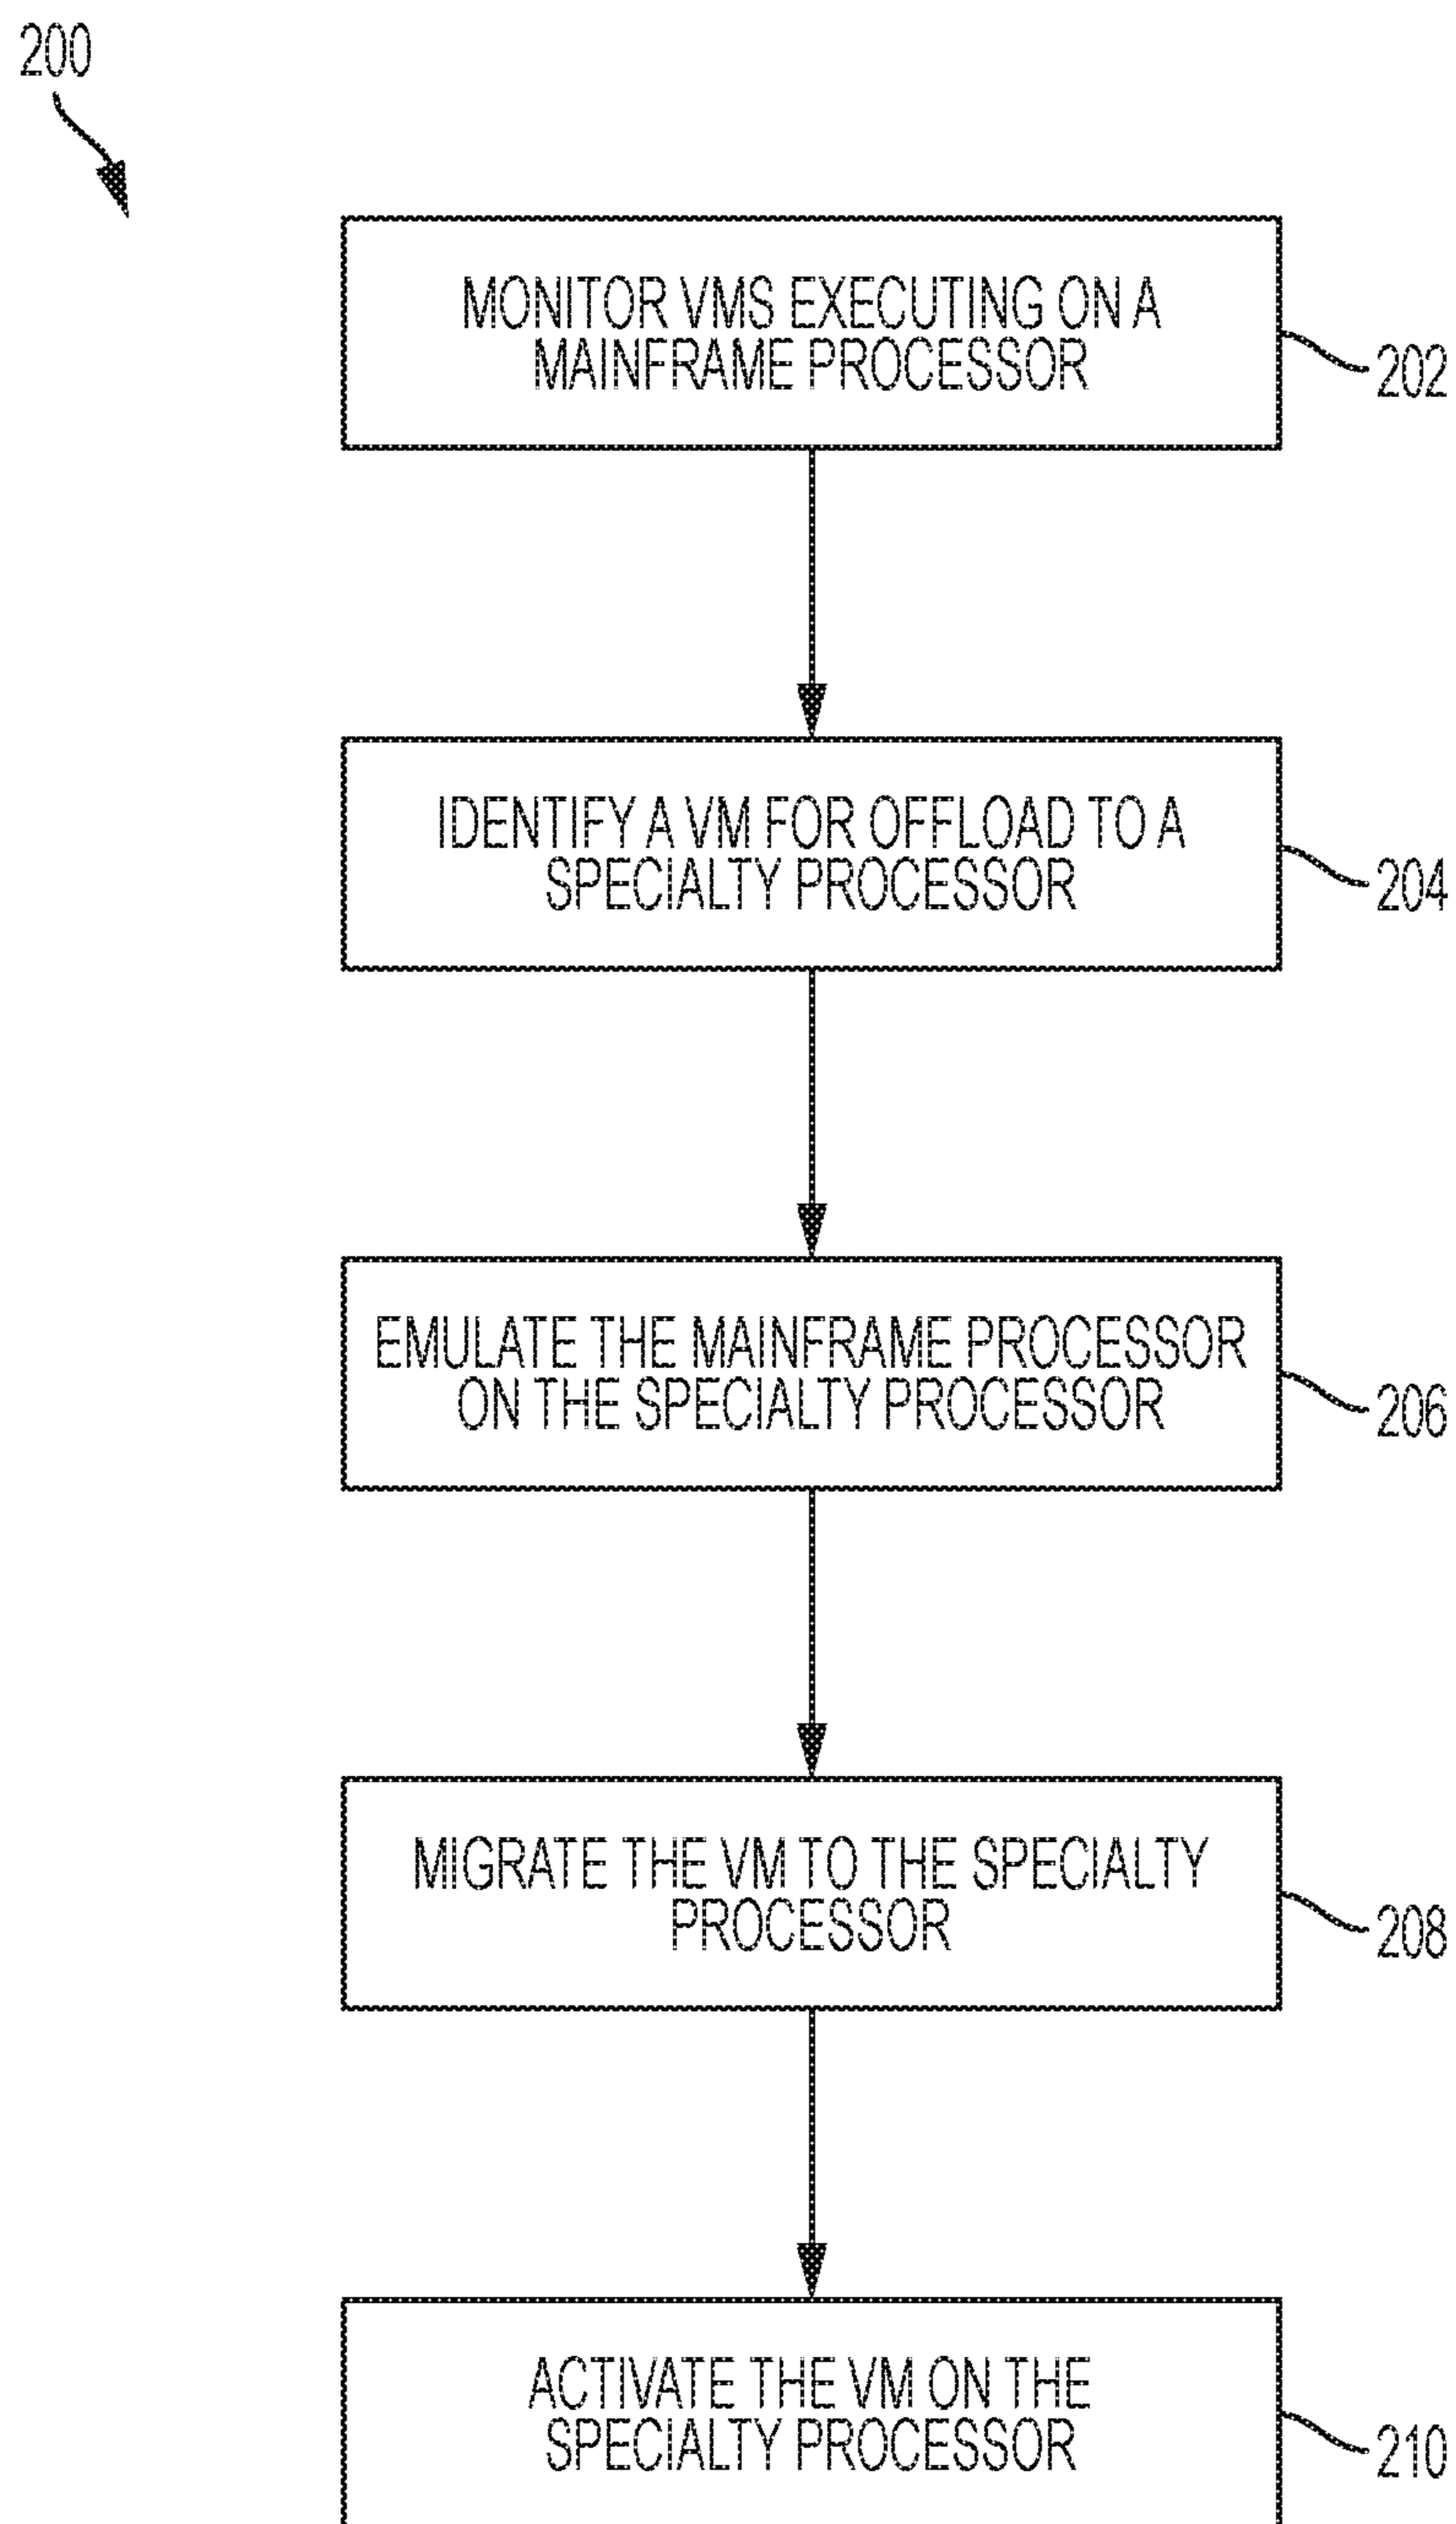 200
MONITOR VMS EXECUTING ON A
MAINFRAME PROCESSOR
202
IDENTIFY A VM FOR OFFLOAD TO A
SPECIALTY PROCESSOR
204
EMULATE THE MAINFRAME PROCESSOR
ON THE SPECIALTY PROCESSOR
206
MIGRATE THE VM TO THE SPECIALTY
PROCESSOR
208
ACTIVATE THE VM ON THE
SPECIALTY PROCESSOR
210